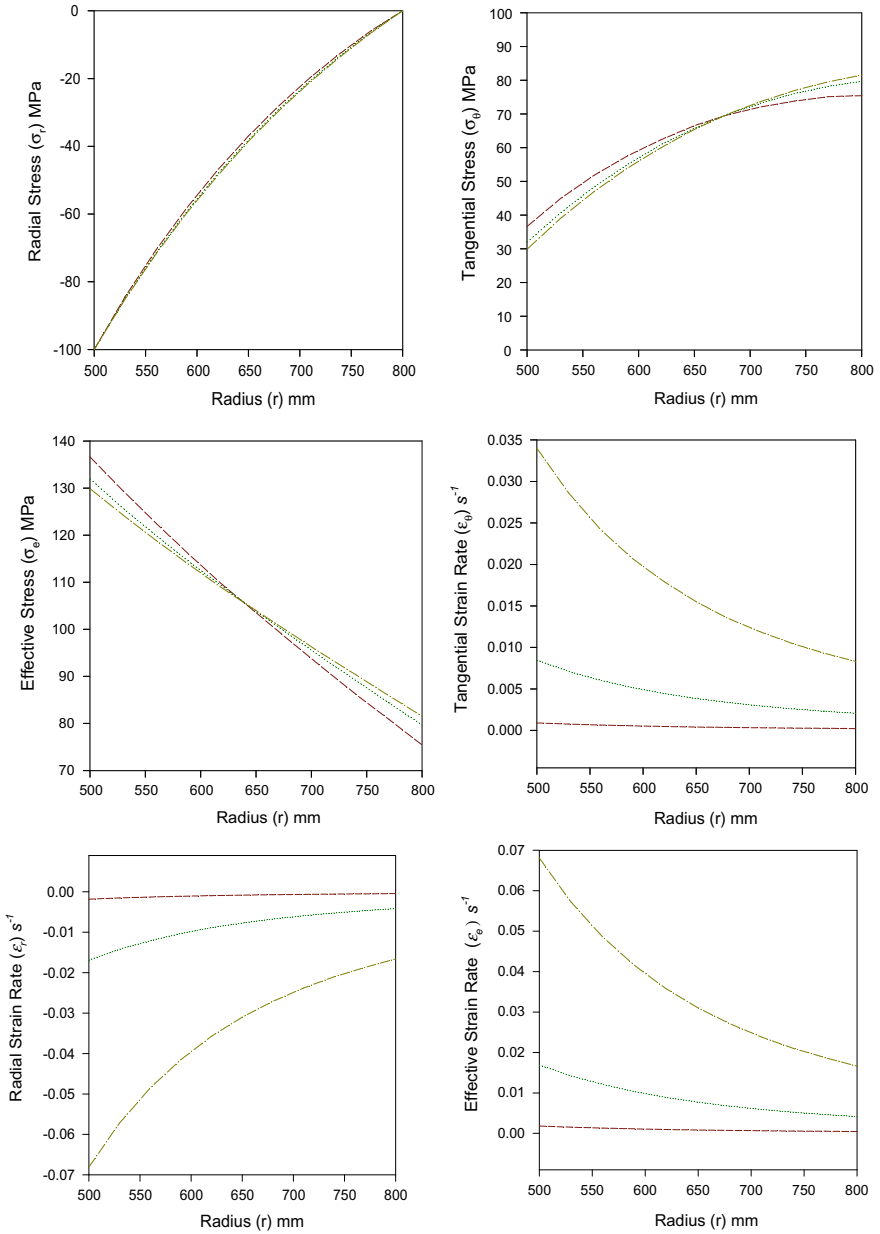 Radial Stress (σr) MPa
0
-20
-40
-60
-80
-100
500 550 600 650 700 750 800
Radius (r) mm
Tangential Stress (σθ) MPa
100
90
80
70
60
50
40
30
20
10
0
500 550 600 650 700 750 800
Radius (r) mm
Effective Stress (σe) MPa
140
130
120
110
100
90
80
70
500 550 600 650 700 750 800
Radius (r) mm
Tangential Strain Rate (εθ) s-1
0.035
0.030
0.025
0.020
0.015
0.010
0.005
0.000
500 550 600 650 700 750 800
Radius (r) mm
Radial Strain Rate (εr) s-1
0.00
-0.01
-0.02
-0.03
-0.04
-0.05
-0.06
-0.07
500 550 600 650 700 750 800
Radius (r) mm
Effective Strain Rate (εe) s-1
0.07
0.06
0.05
0.04
0.03
0.02
0.01
0.00
500 550 600 650 700 750 800
Radius (r) mm